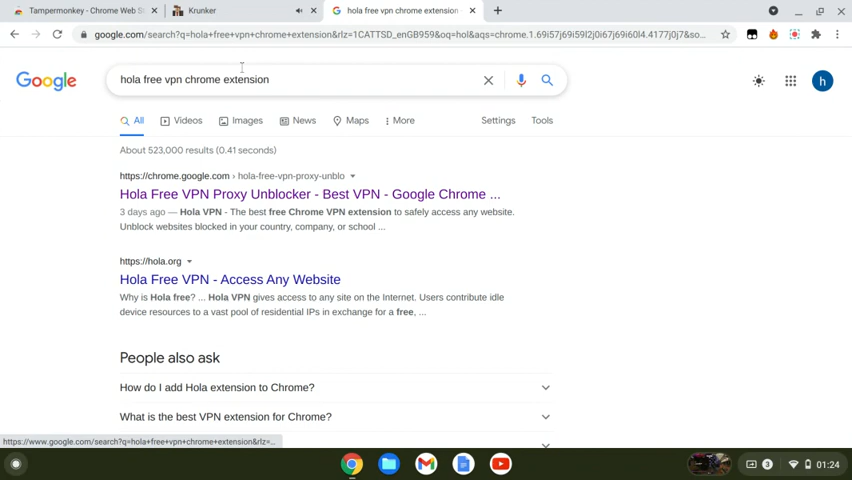 Tampermonkey - Chrome Web St
Krunker
hola free vpn chrome extension
google.com/search?q=hola+free+vpn+chrome+extension&rlz=1CATTSD_enGB959&oq=hol&aqs=chrome.1.69i57j69i59l2j0i67j69i60l4.4177j0j7&so...
Google
hola free vpn chrome extension
h
All
Videos
Images
News
Maps
More
Settings
Tools
About 523,000 results (0.41 seconds)
https://chrome.google.com › hola-free-vpn-proxy-unblo
Hola Free VPN Proxy Unblocker - Best VPN - Google Chrome ...
3 days ago — Hola VPN - The best free Chrome VPN extension to safely access any website.
Unblock websites blocked in your country, company, or school ...
https://hola.org
Hola Free VPN - Access Any Website
Why is Hola free? ... Hola VPN gives access to any site on the Internet. Users contribute idle
device resources to a vast pool of residential IPs in exchange for a free, ...
People also ask
How do I add Hola extension to Chrome?
What is the best VPN extension for Chrome?
https://www.google.com/search?q=hola+free+vpn+chrome+extension&rlz=...
3
01:24